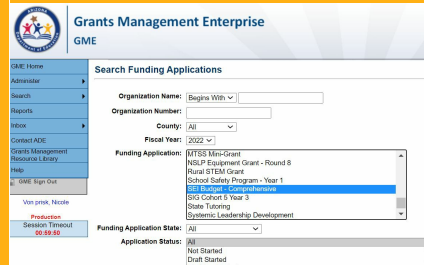 Grants Management Enterprise
GME
GME Home
Administer
Search
Reports
Inbox
Contact ADE
Grants Management
Resource Library
Help
GME Sign Out
Nicole
Production
Session Timeout
00:59:50
Search Funding Applications
Organization Name: Begins With
Organization Number:
County: All
Fiscal Year: 2022
Funding Application: MTSS Mini-Grant
NSLP Equipment Grant - Round 8
Rural STEM Grant
School Safety Program - Year 1
SEI Budget - Comprehensive
SIG Cohort 5 Year 3
State Tutoring
Systemic Leadership Development
Funding Application State: All
Application Status: All
Not Started
Draft Started